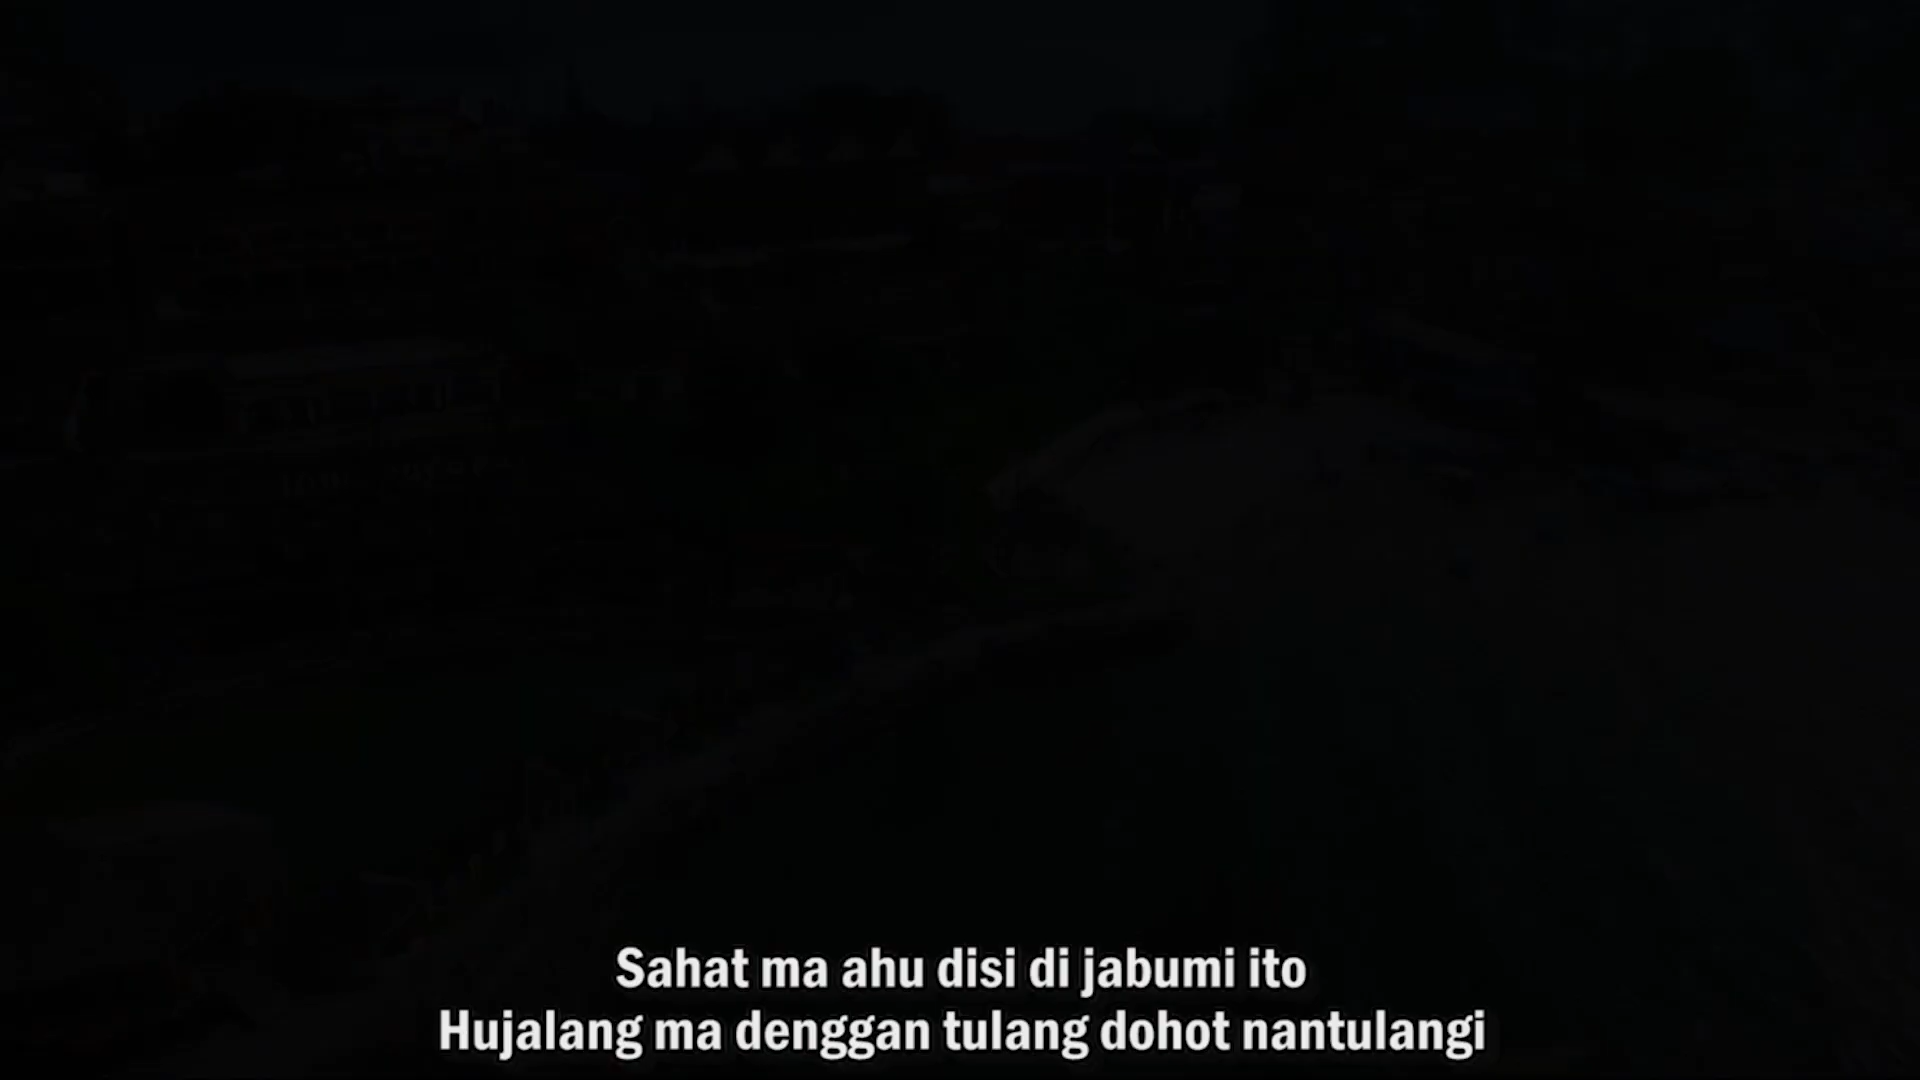 Sahat ma ahu disi di jabumi ito
Hujalang ma denggan tulang dohot nantulangi